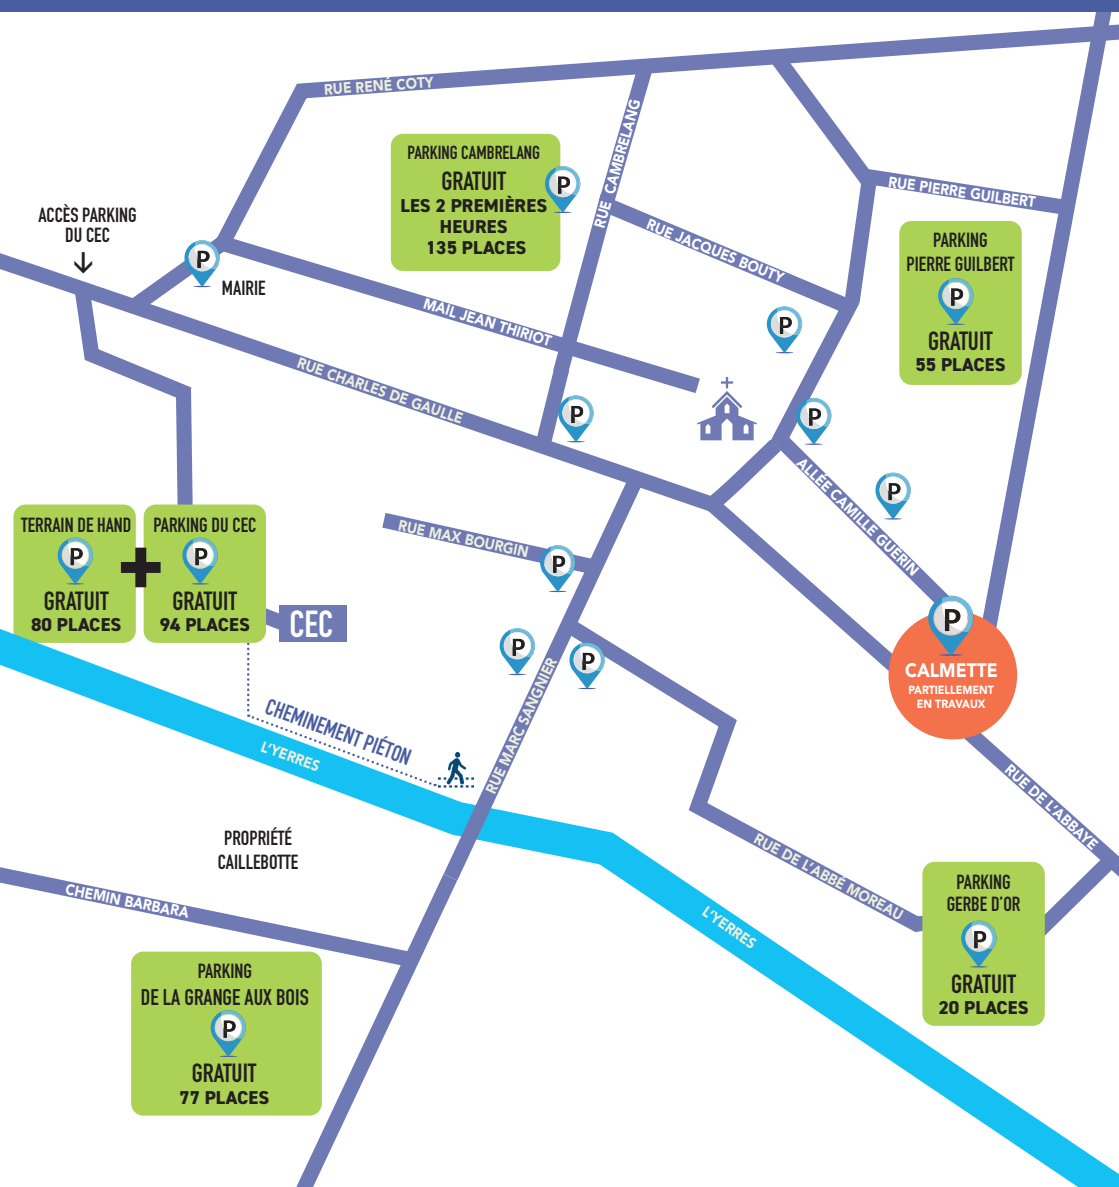 RUE RENÉ COTY
PARKING CAMBRELANG
GRATUIT
LES 2 PREMIÈRES
HEURES
135 PLACES
P
RUE CAMBRELANG
RUE PIERRE GUILBERT
ACCÈS PARKING
DU CEC
P
MAIRIE
RUE JACQUES BOUTY
PARKING
PIERRE GUILBERT
P
GRATUIT
55 PLACES
MAIL JEAN THIRIOT
P
RUE CHARLES DE GAULLE
P
P
ALLÉE CAMILLE GUERIN
P
TERRAIN DE HAND
P
GRATUIT
80 PLACES
+
PARKING DU CEC
P
GRATUIT
94 PLACES
CEC
RUE MAX BOURGIN
P
P
P
P
CALMETTE
PARTIELLEMENT
EN TRAVAUX
CHEMINEMENT PIÉTON
L'YERRES
RUE MARC SANGNIER
RUE DE L'ABBAYE
PROPRIÉTÉ
CAILLEBOTTE
RUE DE L'ABBÉ MOREAU
CHEMIN BARBARA
L'YERRES
PARKING
GERBE D'OR
P
GRATUIT
20 PLACES
PARKING
DE LA GRANGE AUX BOIS
P
GRATUIT
77 PLACES